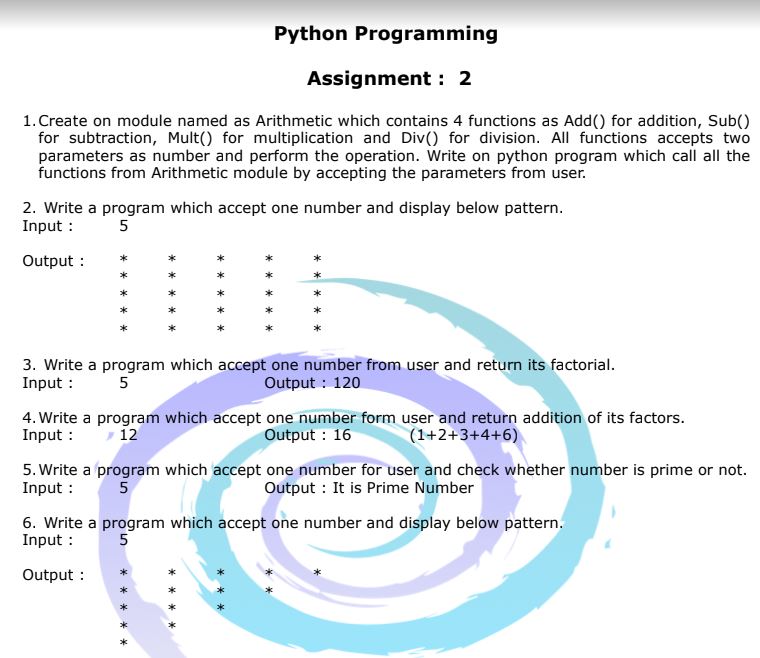 Python Programming
Assignment : 2
1.Create on module named as Arithmetic which contains 4 functions as Add() for addition, Sub()
for subtraction, Mult() for multiplication and Div() for division. All functions accepts two
parameters as number and perform the operation. Write on python program which call all the
functions from Arithmetic module by accepting the parameters from user.
2. Write a program which accept one number and display below pattern.
Input : 5
Output : * * * * *
* * * * *
* * * * *
* * * * *
* * * * *
3. Write a program which accept one number from user and return its factorial.
Input : 5 Output : 120
4.Write a program which accept one number form user and return addition of its factors.
Input : 12 Output : 16 (1+2+3+4+6)
5.Write a program which accept one number for user and check whether number is prime or not.
Input : 5 Output : It is Prime Number
6. Write a program which accept one number and display below pattern.
Input : 5
Output : * * * * *
* * * *
* * *
* *
*